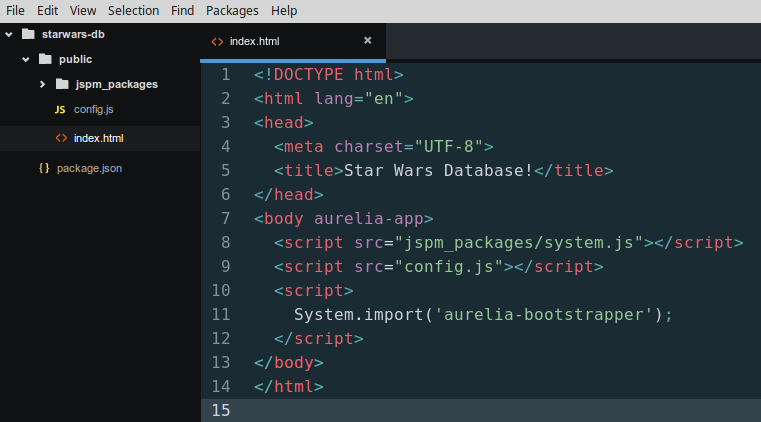 File Edit View Selection Find Packages Help
starwars-db
public
jspm_packages
JS config.js
<> index.html
{} package.json
<> index.html ×
1 <!DOCTYPE html>
2 <html lang="en">
3 <head>
4   <meta charset="UTF-8">
5   <title>Star Wars Database!</title>
6 </head>
7 <body aurelia-app>
8   <script src="jspm_packages/system.js"></script>
9   <script src="config.js"></script>
10   <script>
11     System.import('aurelia-bootstrapper');
12   </script>
13 </body>
14 </html>
15